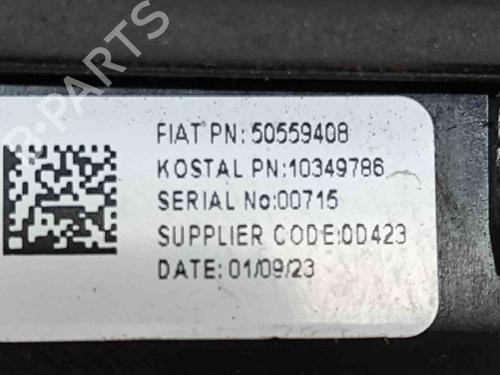 FIAT PN: 50559408
KOSTAL PN:10349786
SERIAL No:00715
SUPPLIER CODE:0D423
DATE: 01/09/23
B-PARTS